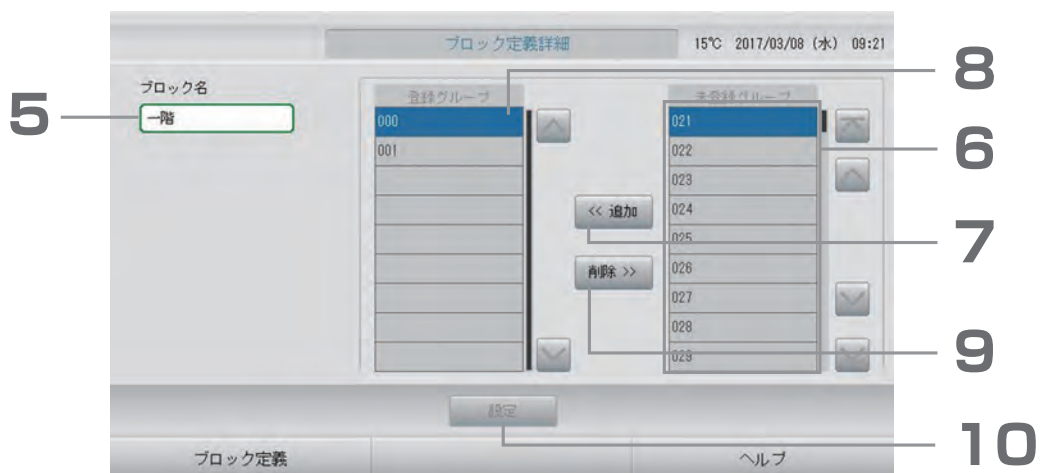 ブロック定義詳細
15℃ 2017/03/08 (水) 09:21
ブロック名
5
一階
登録グループ
000
001
8
<< 追加
削除 >>
未登録グループ
021
022
023
024
025
026
027
028
029
6
7
9
設定
10
ブロック定義
ヘルプ